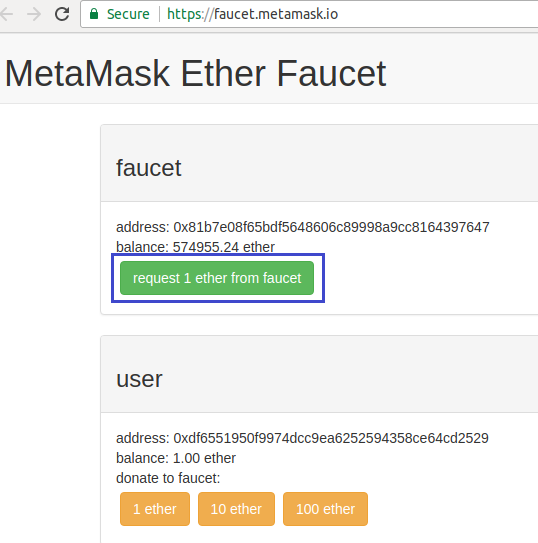 Secure https://faucet.metamask.io
MetaMask Ether Faucet
faucet
address: 0x81b7e08f65bdf5648606c89998a9cc8164397647
balance: 574955.24 ether
request 1 ether from faucet
user
address: 0xdf6551950f9974dcc9ea6252594358ce64cd2529
balance: 1.00 ether
donate to faucet:
1 ether 10 ether 100 ether